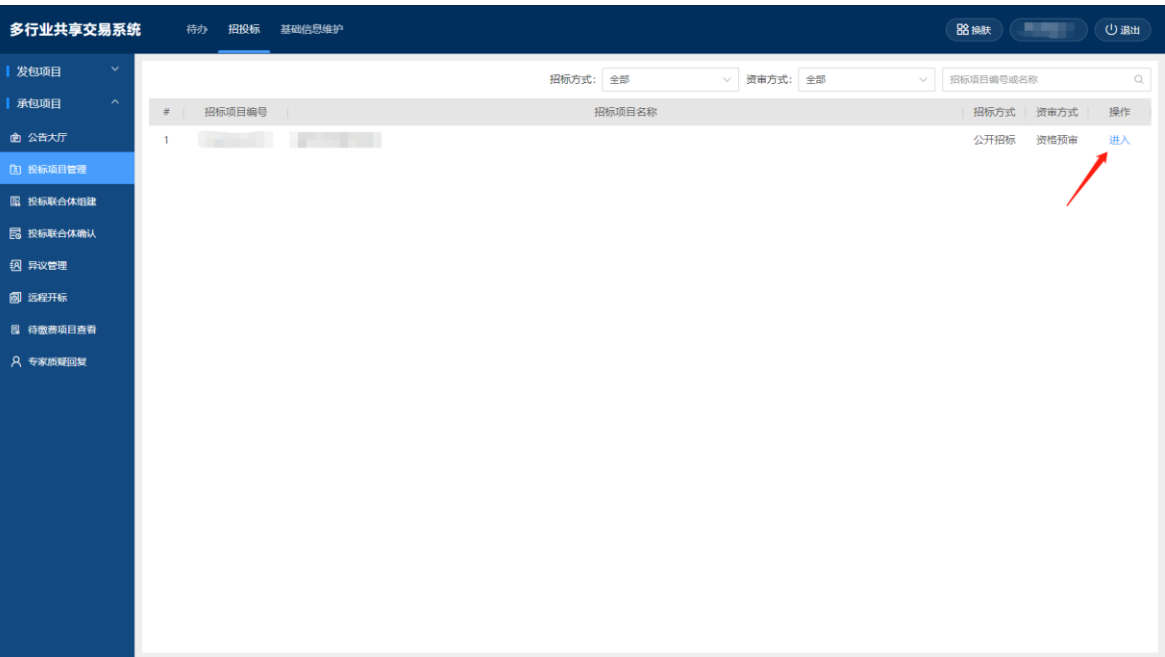 多行业共享交易系统 待办 招投标 基础信息维护 换肤 退出
发包项目
承包项目
公告大厅
投标项目管理
投标联合体组建
投标联合体确认
异议管理
远程开标
待缴费项目查看
专家质疑回复
招标方式： 全部 资审方式： 全部 招标项目编号或名称
# 招标项目编号 招标项目名称 招标方式 资审方式 操作
1 公开招标 资格预审 进入